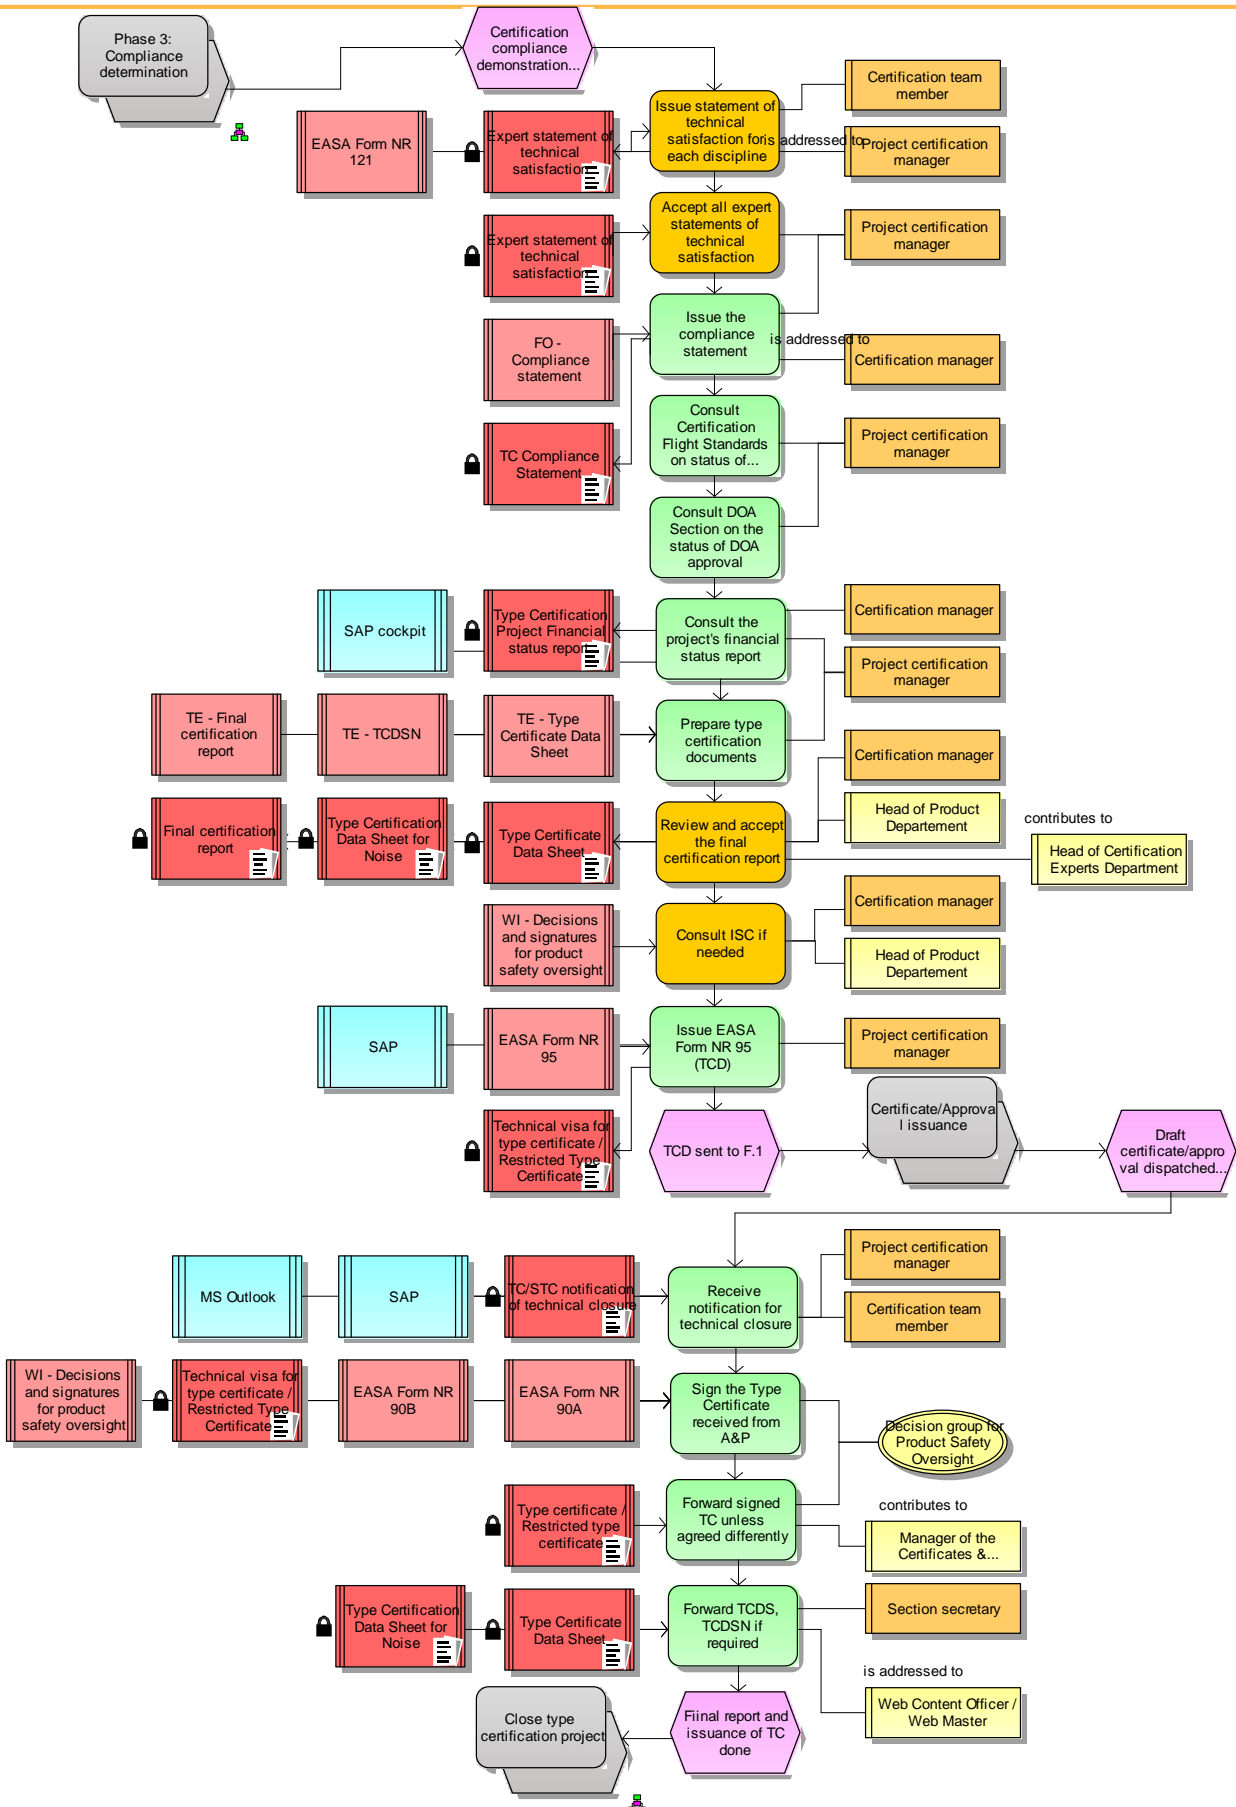 Phase 3:
Compliance
determination
Certification
compliance
demonstration...
Certification team
member
Issue statement of
technical
satisfaction for
each discipline
is addressed to
Project certification
manager
EASA Form NR
121
Expert statement of
technical
satisfaction
Accept all expert
statements of
technical
satisfaction
Project certification
manager
Expert statement of
technical
satisfaction
Issue the
compliance
statement
is addressed to
Certification manager
FO -
Compliance
statement
Consult
Certification
Flight Standards
on status of...
Project certification
manager
TC Compliance
Statement
Consult DOA
Section on the
status of DOA
approval
SAP cockpit
Type Certification
Project Financial
status report
Consult the
project's financial
status report
Certification manager
Project certification
manager
TE - Final
certification
report
TE - TCDSN
TE - Type
Certificate Data
Sheet
Prepare type
certification
documents
Certification manager
Head of Product
Departement
contributes to
Head of Certification
Experts Department
Final certification
report
Type Certification
Data Sheet for
Noise
Type Certificate
Data Sheet
Review and accept
the final
certification report
Certification manager
Head of Product
Departement
WI - Decisions
and signatures
for product
safety oversight
Consult ISC if
needed
SAP
EASA Form NR
95
Issue EASA
Form NR 95
(TCD)
Project certification
manager
Technical visa for
type certificate /
Restricted Type
Certificate
TCD sent to F.1
Certificate/Approva
l issuance
Draft
certificate/appro
val dispatched...
MS Outlook
SAP
TC/STC notification
of technical closure
Receive
notification for
technical closure
Project certification
manager
Certification team
member
WI - Decisions
and signatures
for product
safety oversight
Technical visa for
type certificate /
Restricted Type
Certificate
EASA Form NR
90B
EASA Form NR
90A
Sign the Type
Certificate
received from
A&P
Decision group for
Product Safety
Oversight
Type certificate /
Restricted type
certificate
Forward signed
TC unless
agreed differently
contributes to
Manager of the
Certificates &...
Type Certification
Data Sheet for
Noise
Type Certificate
Data Sheet
Forward TCDS,
TCDSN if
required
Section secretary
is addressed to
Web Content Officer /
Web Master
Close type
certification project
Fiinal report and
issuance of TC
done